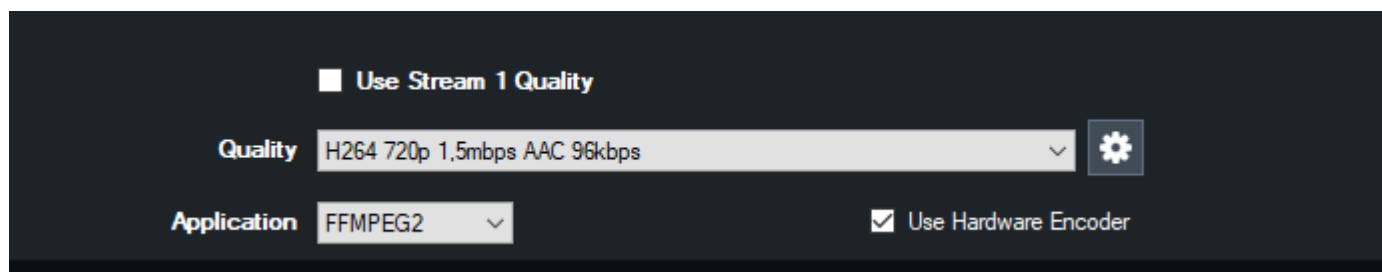 Use Stream 1 Quality
Quality H264 720p 1,5mbps AAC 96kbps
Application FFMPEG2 Use Hardware Encoder